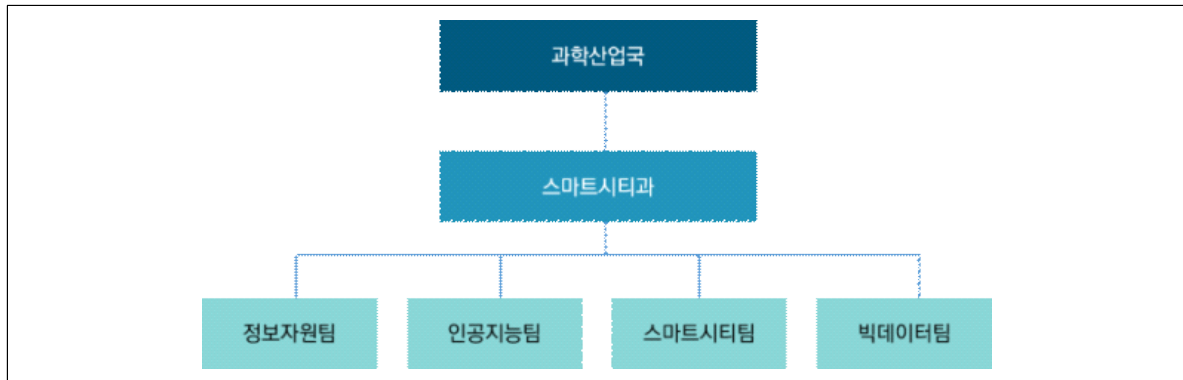 과학산업국
스마트시티과
정보자원팀
인공지능팀
스마트시티팀
빅데이터팀